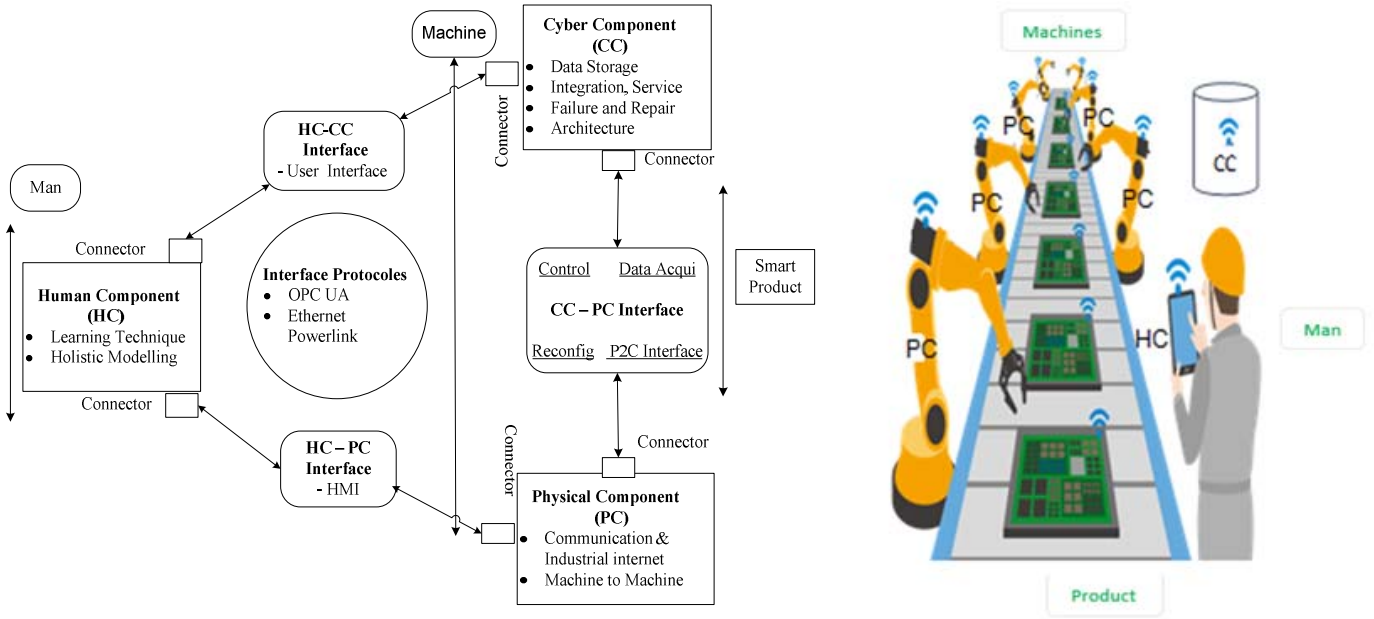 Machine
Cyber Component
(CC)
● Data Storage
● Integration, Service
● Failure and Repair
● Architecture
Connector
Connector
HC-CC
Interface
- User Interface
Man
Connector
Human Component
(HC)
● Learning Technique
● Holistic Modelling
Connector
Interface Protocoles
● OPC UA
● Ethernet
Powerlink
Control Data Acqui
CC – PC Interface
Reconfig P2C Interface
Smart
Product
HC – PC
Interface
- HMI
Connector
Connector
Physical Component
(PC)
● Communication &
Industrial internet
● Machine to Machine
Machines
PC
PC
CC
PC
PC
PC
HC
Man
Product